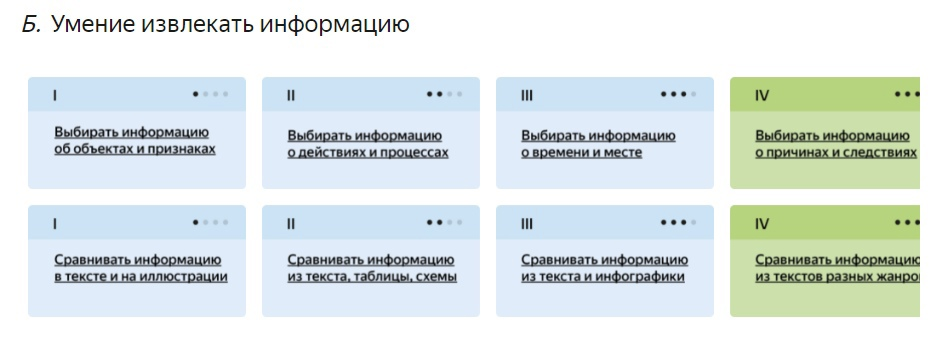 Б. Умение извлекать информацию
I
II
III
IV
Выбирать информацию
об объектах и признаках
Выбирать информацию
о действиях и процессах
Выбирать информацию
о времени и месте
Выбирать информацию
о причинах и следствиях
I
II
III
IV
Сравнивать информацию
в тексте и на иллюстрации
Сравнивать информацию
из текста, таблицы, схемы
Сравнивать информацию
из текста и инфографики
Сравнивать информацию
из текстов разных жанро